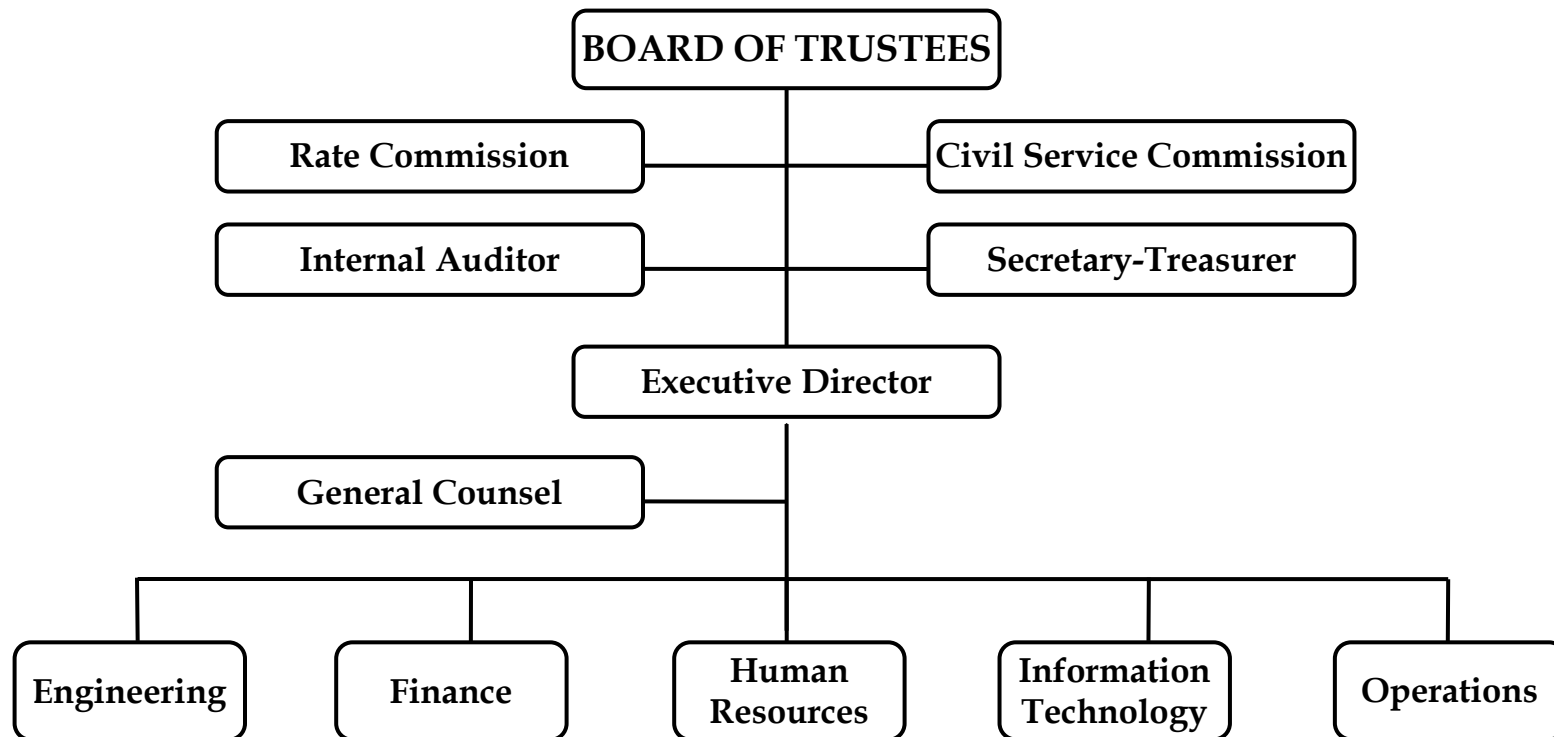 BOARD OF TRUSTEES
Rate Commission
Civil Service Commission
Internal Auditor
Secretary-Treasurer
Executive Director
General Counsel
Engineering
Finance
Human
Resources
Information
Technology
Operations